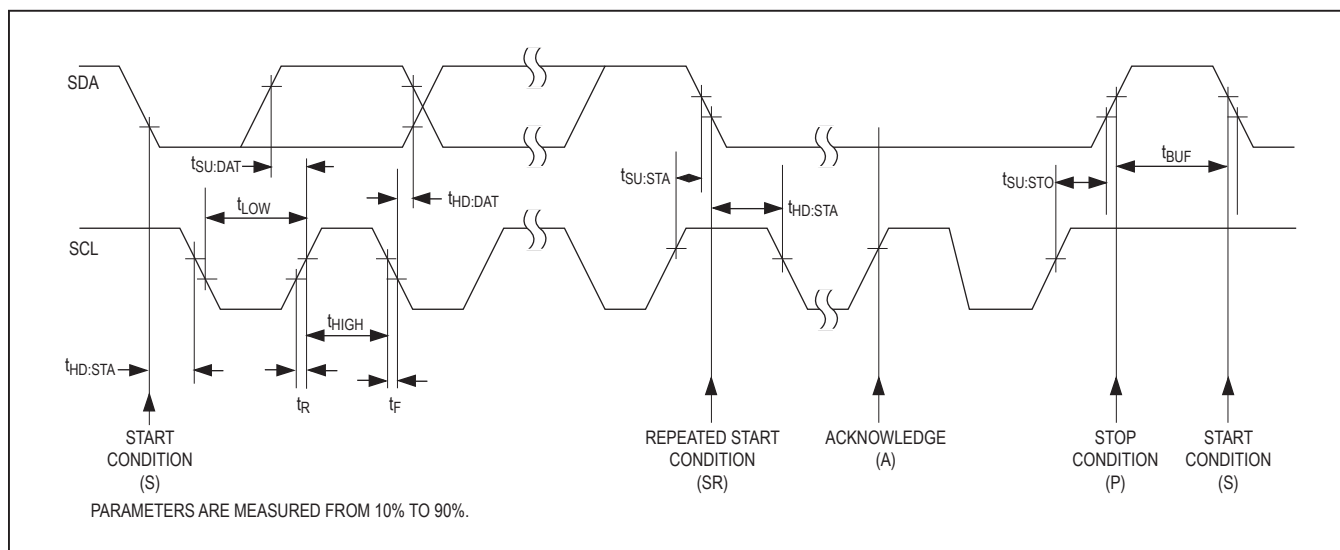 SDA
tSU:DAT
tLOW
tHD:DAT
tSU:STA
tHD:STA
tSU:STO
tBUF
SCL
tHIGH
tHD:STA
tR
tF
START
CONDITION
(S)
REPEATED START
CONDITION
(SR)
ACKNOWLEDGE
(A)
STOP
CONDITION
(P)
START
CONDITION
(S)
PARAMETERS ARE MEASURED FROM 10% TO 90%.